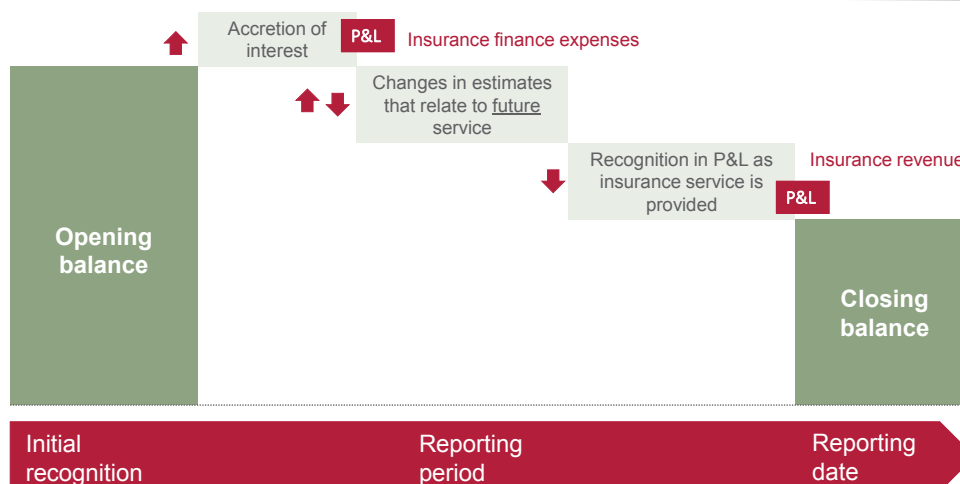 Accretion of
interest
P&L
Insurance finance expenses
Changes in estimates
that relate to future
service
Recognition in P&L as
insurance service is
provided
P&L
Insurance revenue
Opening
balance
Closing
balance
Initial
recognition
Reporting
period
Reporting
date